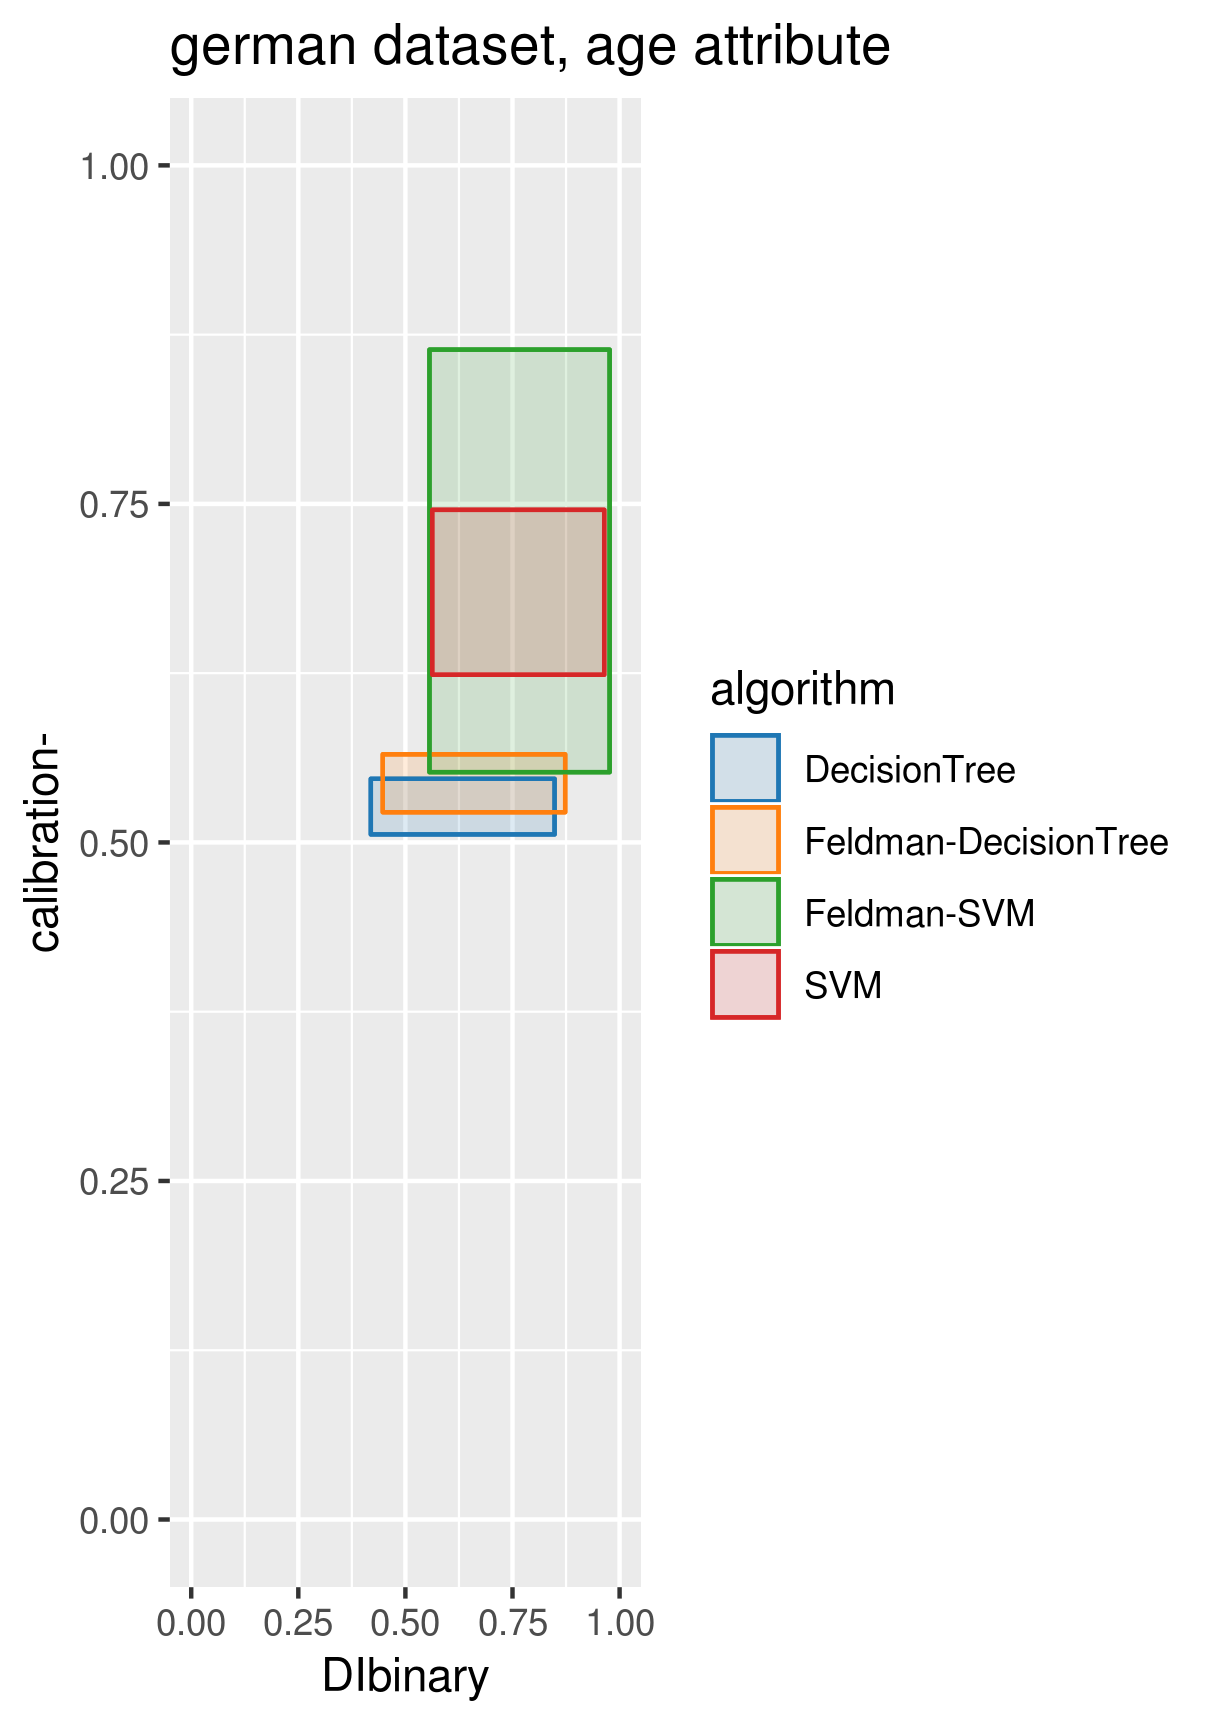 german dataset, age attribute
1.00
0.75
0.50
0.25
0.00
calibration-
0.00 0.25 0.50 0.75 1.00
DIbinary
algorithm
DecisionTree
Feldman-DecisionTree
Feldman-SVM
SVM